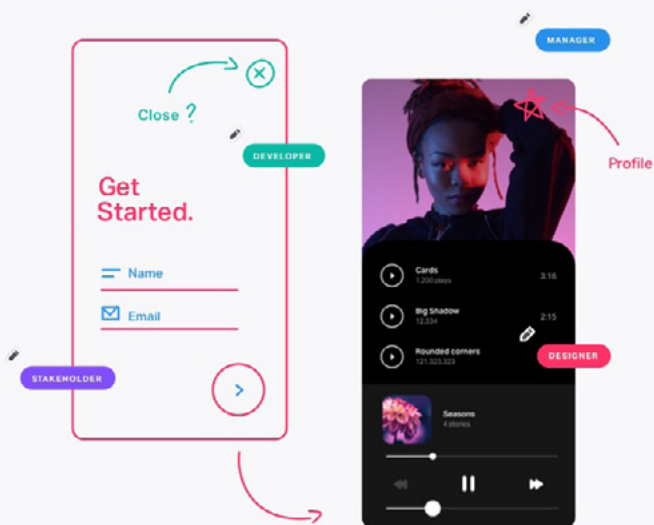 MANAGER
Close ?
DEVELOPER
Profile
Get
Started.
Name
Email
STAKEHOLDER
Cards
1.200 plays
3:16
Big Shadow
12.334
2:15
Rounded corners
121.323.323
DESIGNER
Seasons
4 stories